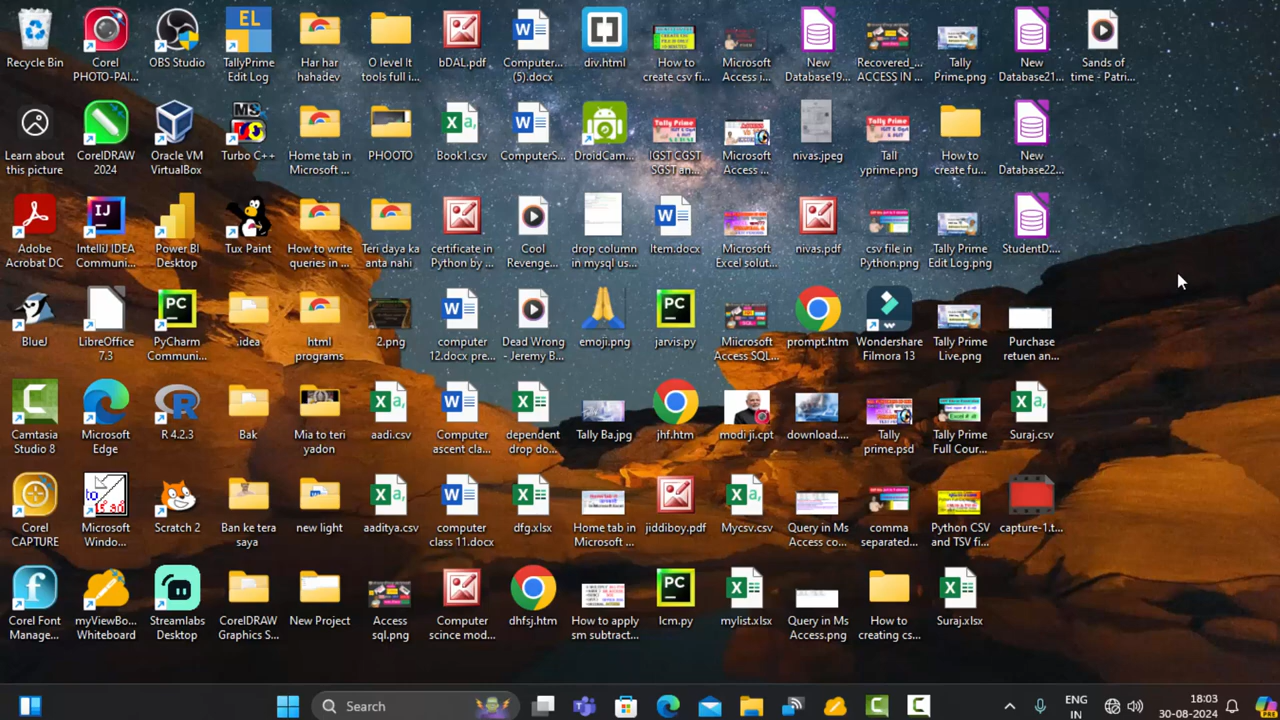 Recycle Bin
Corel
PHOTO-PAI...
OBS Studio
TallyPrime
Edit Log
Har har
hahadev
O level It
tools full i...
bDAL.pdf
Computer...
(5).docx
div.html
How to
create csv fi...
Microsoft
Access i...
New
Database19...
Recovered_...
ACCESS IN ...
Tally
Prime.png
New
Database21...
Sands of
time - Patri...
Learn about
this picture
CorelDRAW
2024
Oracle VM
VirtualBox
Turbo C++
Home tab in
Microsoft ...
PHOOTO
Book1.csv
ComputerS...
DroidCam...
IGST CGST
SGST an...
Microsoft
Access ...
nivas.jpeg
Tall
yprime.png
How to
create fu...
New
Database22...
Adobe
Acrobat DC
IntelliJ IDEA
Communi...
Power BI
Desktop
Tux Paint
How to write
queries in ...
Teri daya ka
anta nahi
certificate in
Python by ...
Cool
Revenge...
drop column
in mysql us...
Item.docx
Microsoft
Excel solut...
nivas.pdf
csv file in
Python.png
Tally Prime
Edit Log.png
StudentD...
BlueJ
LibreOffice
7.3
PyCharm
Communi...
.idea
html
programs
2.png
computer
12.docx pre...
Dead Wrong
- Jeremy B...
emoji.png
jarvis.py
Miicrosoft
Access SQL...
prompt.htm
Wondershare
Filmora 13
Tally Prime
Live.png
Purchase
retuen an...
Camtasia
Studio 8
Microsoft
Edge
R 4.2.3
Bak
Mia to teri
yadon
aadi.csv
Computer
ascent cla...
dependent
drop do...
Tally Ba.jpg
jhf.htm
modi ji.cpt
download....
Tally
prime.psd
Tally Prime
Full Cour...
Suraj.csv
Corel
CAPTURE
Microsoft
Windo...
Scratch 2
Ban ke tera
saya
new light
aaditya.csv
computer
class 11.docx
dfg.xlsx
Home tab in
Microsoft ...
jiddiboy.pdf
Mycsv.csv
Query in Ms
Access co...
comma
separated...
Python CSV
and TSV fi...
capture-1.t...
Corel Font
Manage...
myViewBo...
Whiteboard
Streamlabs
Desktop
CorelDRAW
Graphics S...
New Project
Access
sql.png
Computer
scince mod...
dhfsj.htm
How to apply
sm subtract...
lcm.py
mylist.xlsx
Query in Ms
Access.png
How to
creating cs...
Suraj.xlsx
Search
ENG
IN
18:03
30-08-2024